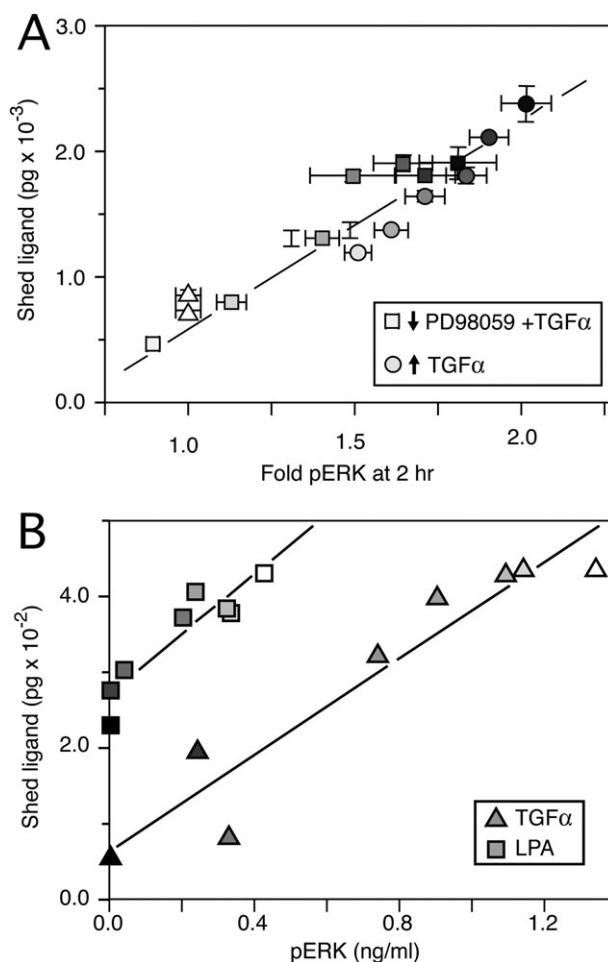 A
3.0
2.0
1.0
0.0
Shed ligand (pg x 10⁻³)
PD98059 +TGFα
TGFα
1.0 1.5 2.0
Fold pERK at 2 hr
B
4.0
2.0
0.0
Shed ligand (pg x 10⁻²)
TGFα
LPA
0.0 0.4 0.8 1.2
pERK (ng/ml)